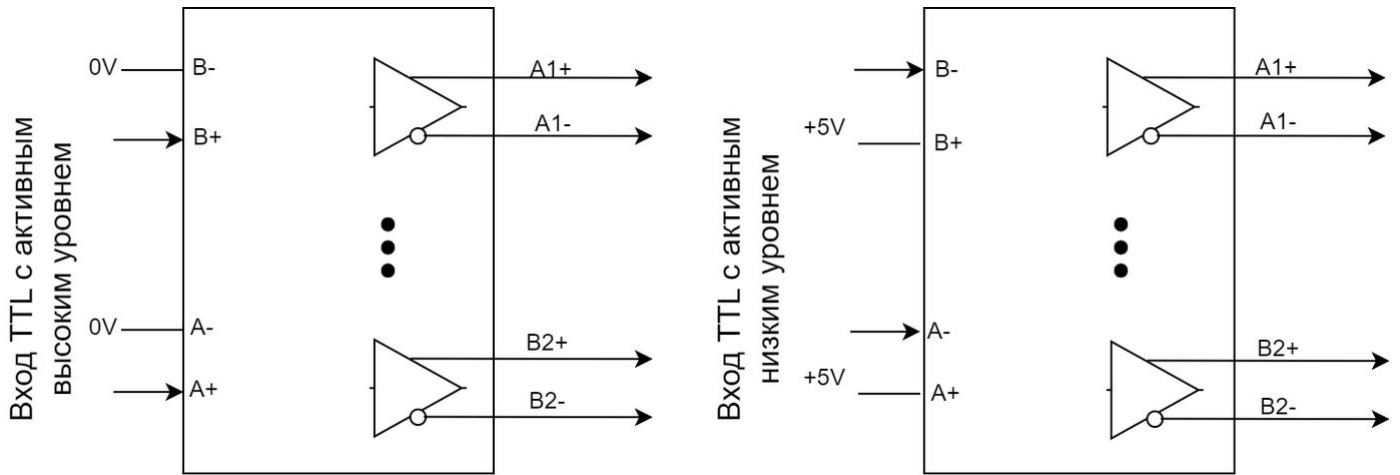 Вход TTL с активным
высоким уровнем
0V
B-
B+
0V
A-
A+
A1+
A1-
B2+
B2-
Вход TTL с активным
низким уровнем
B-
+5V
B+
A-
+5V
A+
A1+
A1-
B2+
B2-